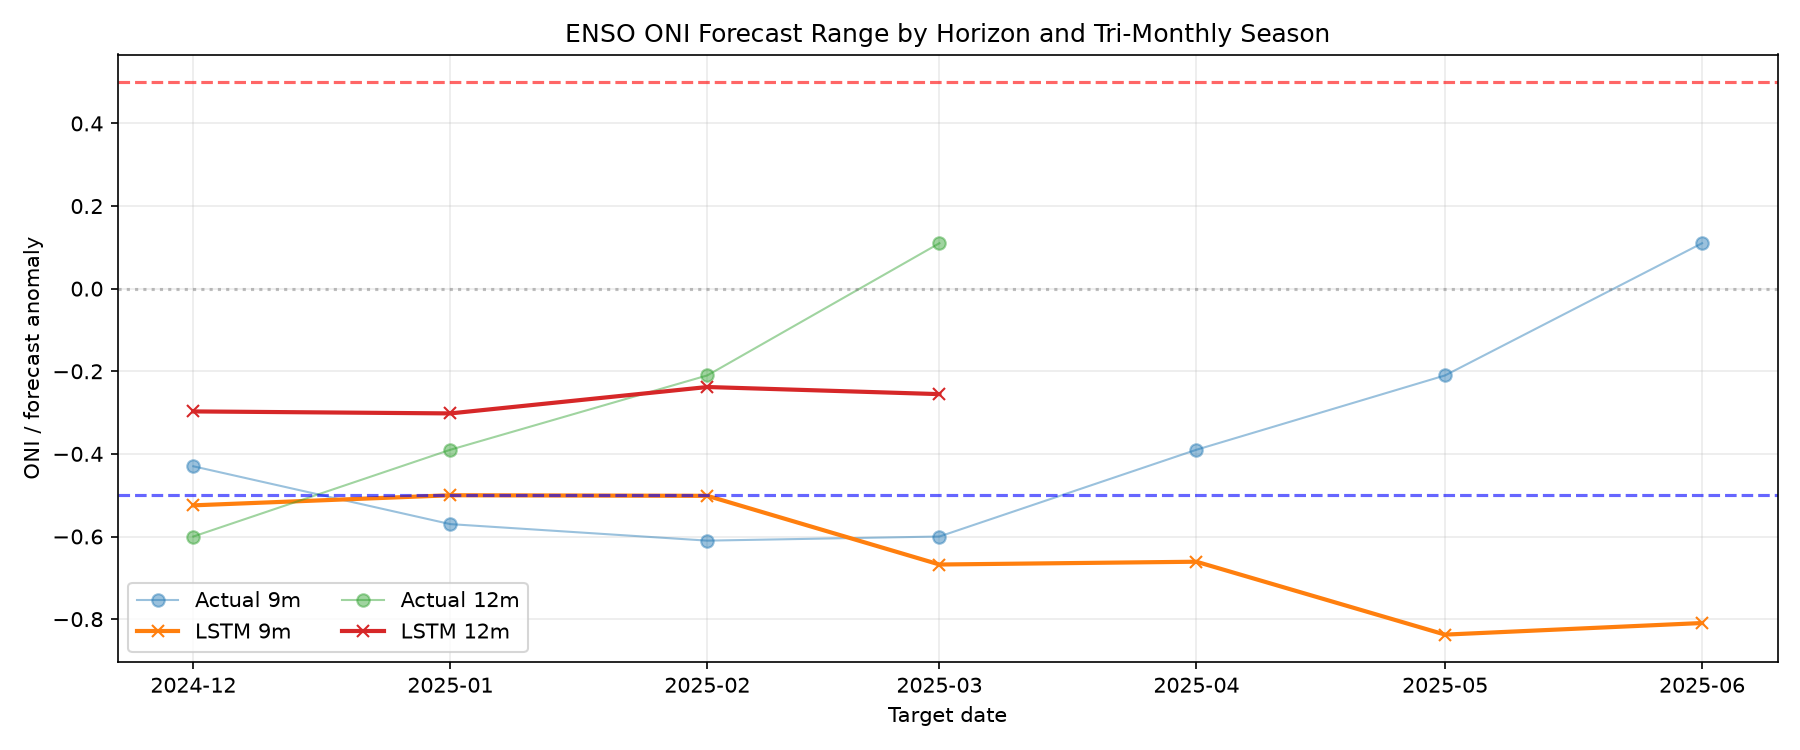 ENSO ONI Forecast Range by Horizon and Tri-Monthly Season
ONI / forecast anomaly
0.4
0.2
0.0
−0.2
−0.4
−0.6
−0.8
Actual 9m
LSTM 9m
Actual 12m
LSTM 12m
2024-12 2025-01 2025-02 2025-03 2025-04 2025-05 2025-06
Target date